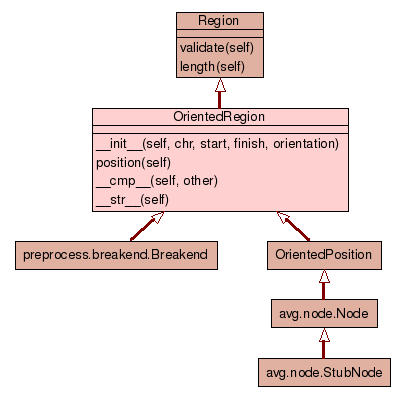 Region
validate(self)
length(self)
OrientedRegion
__init__(self, chr, start, finish, orientation)
position(self)
__cmp__(self, other)
__str__(self)
preprocess.breakend.Breakend
OrientedPosition
avg.node.Node
avg.node.StubNode